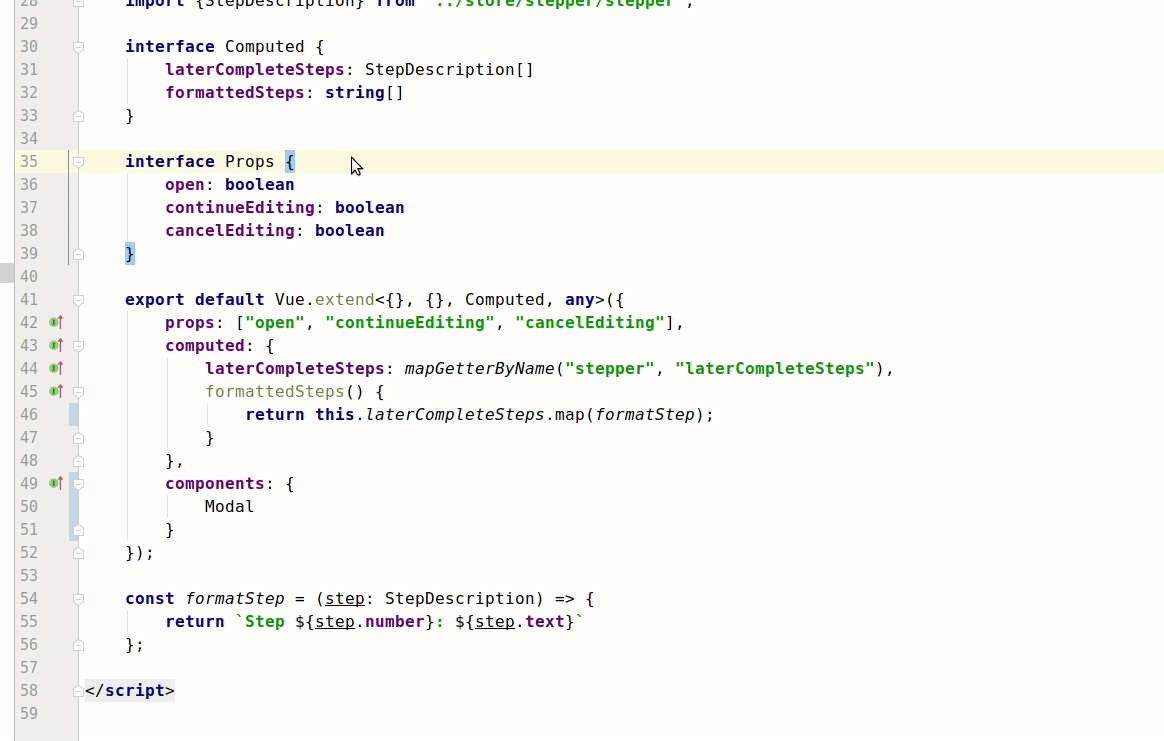 28 import {StepDescription} from "../store/stepper/stepper";
29
30 interface Computed {
31 laterCompleteSteps: StepDescription[]
32 formattedSteps: string[]
33 }
34
35 interface Props {
36 open: boolean
37 continueEditing: boolean
38 cancelEditing: boolean
39 }
40
41 export default Vue.extend<{}, {}, Computed, any>({
42 props: ["open", "continueEditing", "cancelEditing"],
43 computed: {
44 laterCompleteSteps: mapGetterByName("stepper", "laterCompleteSteps"),
45 formattedSteps() {
46 return this.laterCompleteSteps.map(formatStep);
47 }
48 },
49 components: {
50 Modal
51 }
52 });
53
54 const formatStep = (step: StepDescription) => {
55 return `Step ${step.number}: ${step.text}`
56 };
57
58 </script>
59